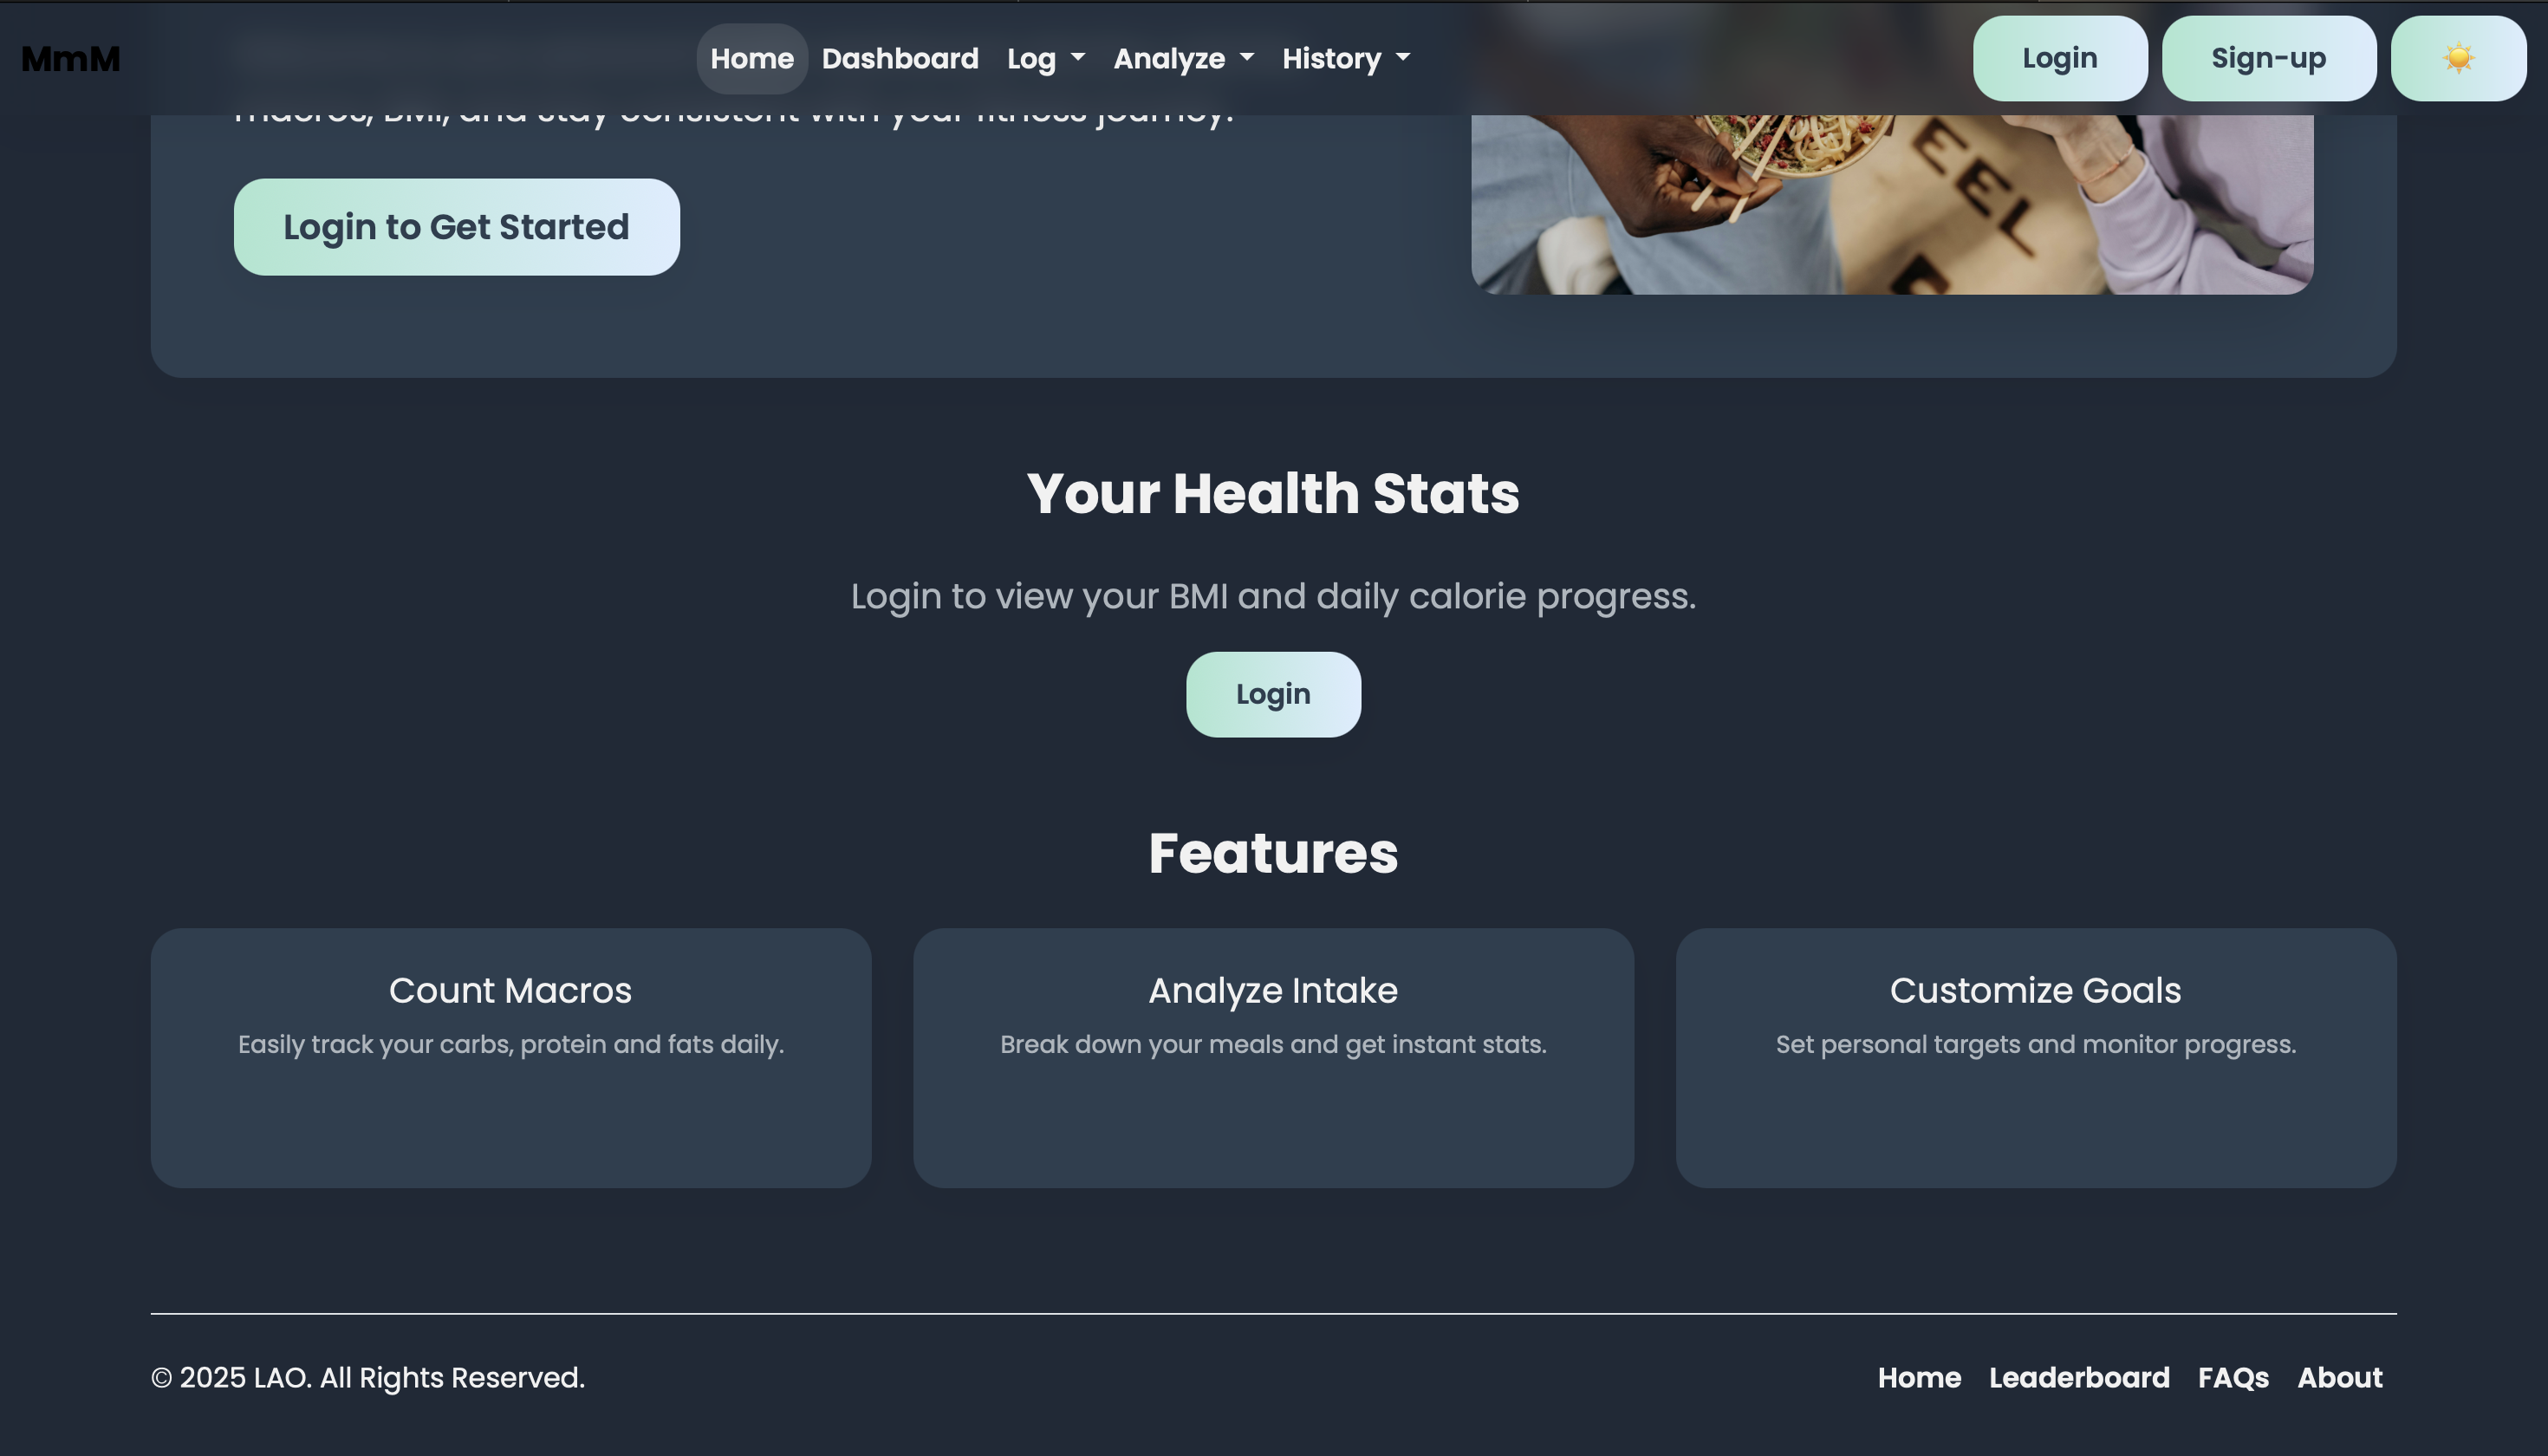 MmM
Home Dashboard Log Analyze History
Login Sign-up
macros, BMI, and stay consistent with your fitness journey.
EEL
Login to Get Started
Your Health Stats
Login to view your BMI and daily calorie progress.
Login
Features
Count Macros
Easily track your carbs, protein and fats daily.
Analyze Intake
Break down your meals and get instant stats.
Customize Goals
Set personal targets and monitor progress.
© 2025 LAO. All Rights Reserved.
Home Leaderboard FAQs About